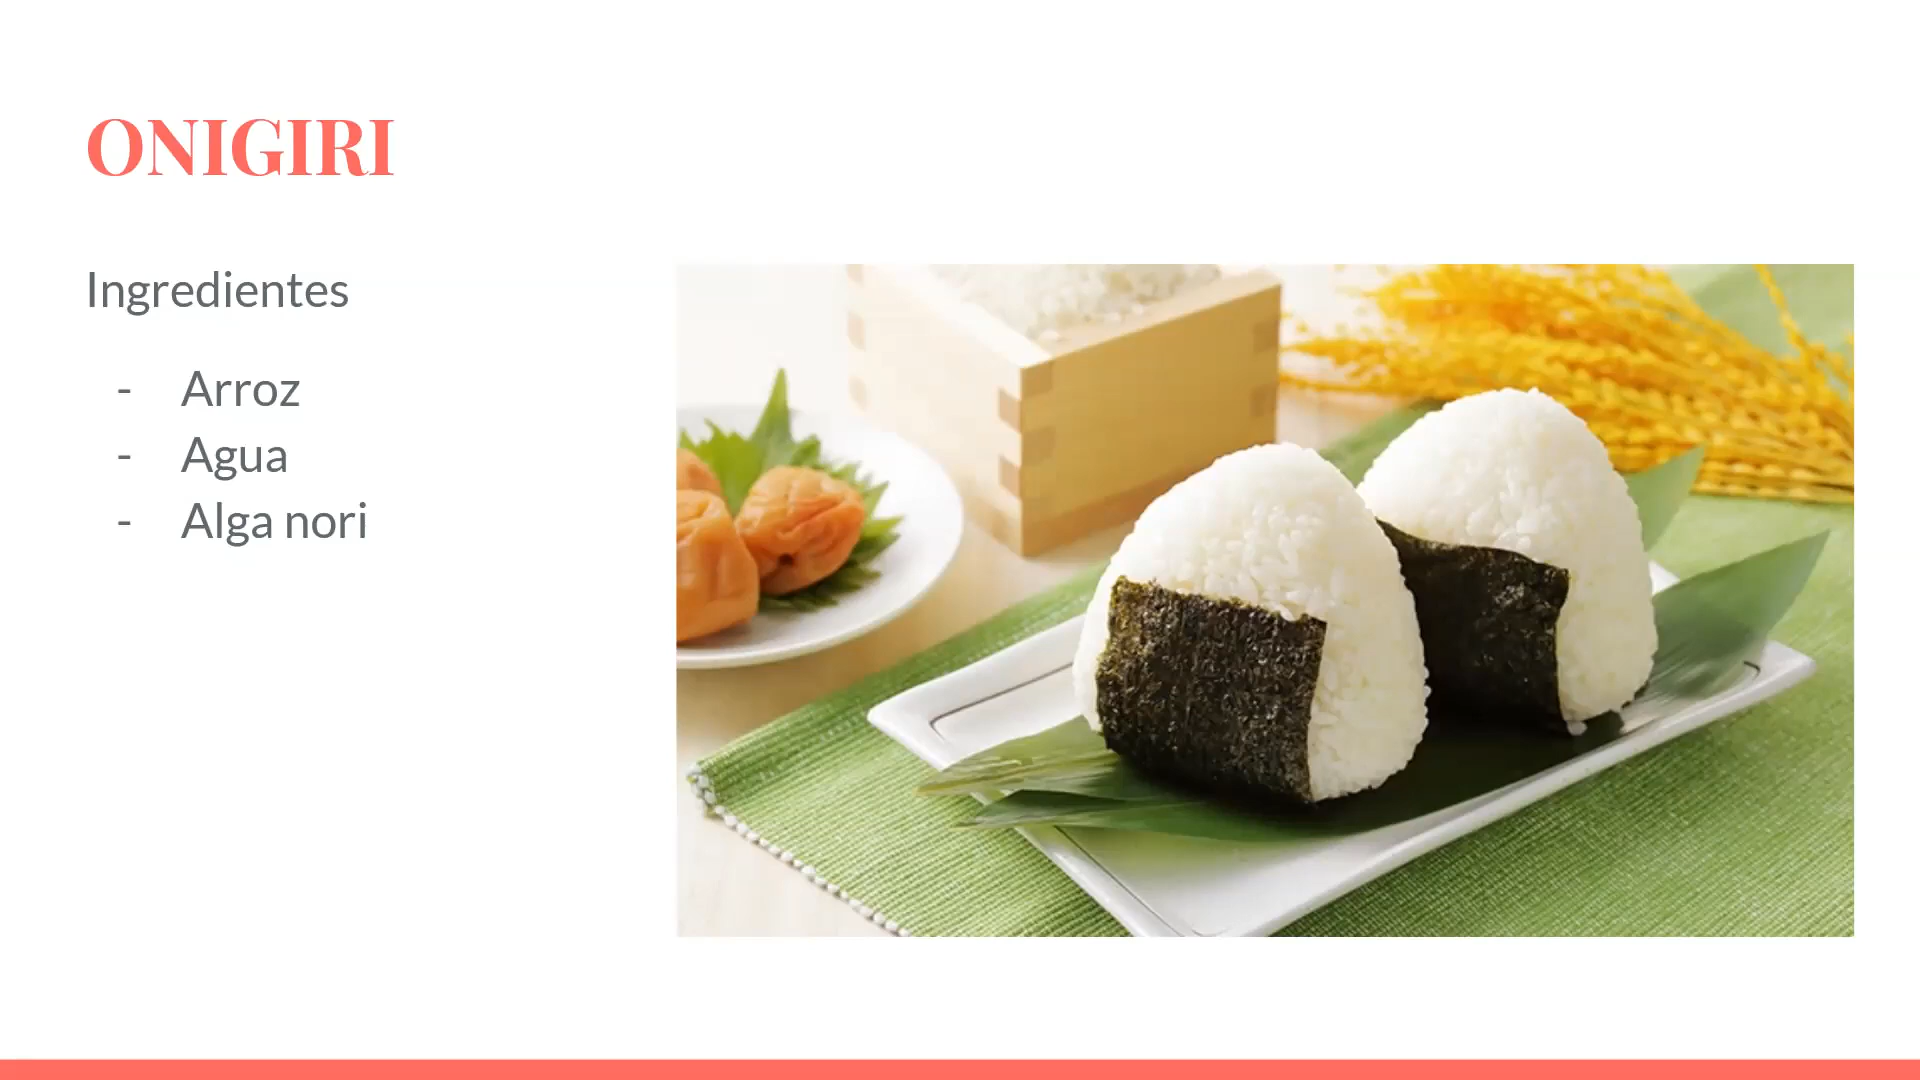 ONIGIRI
Ingredientes
- Arroz
- Agua
- Alga nori